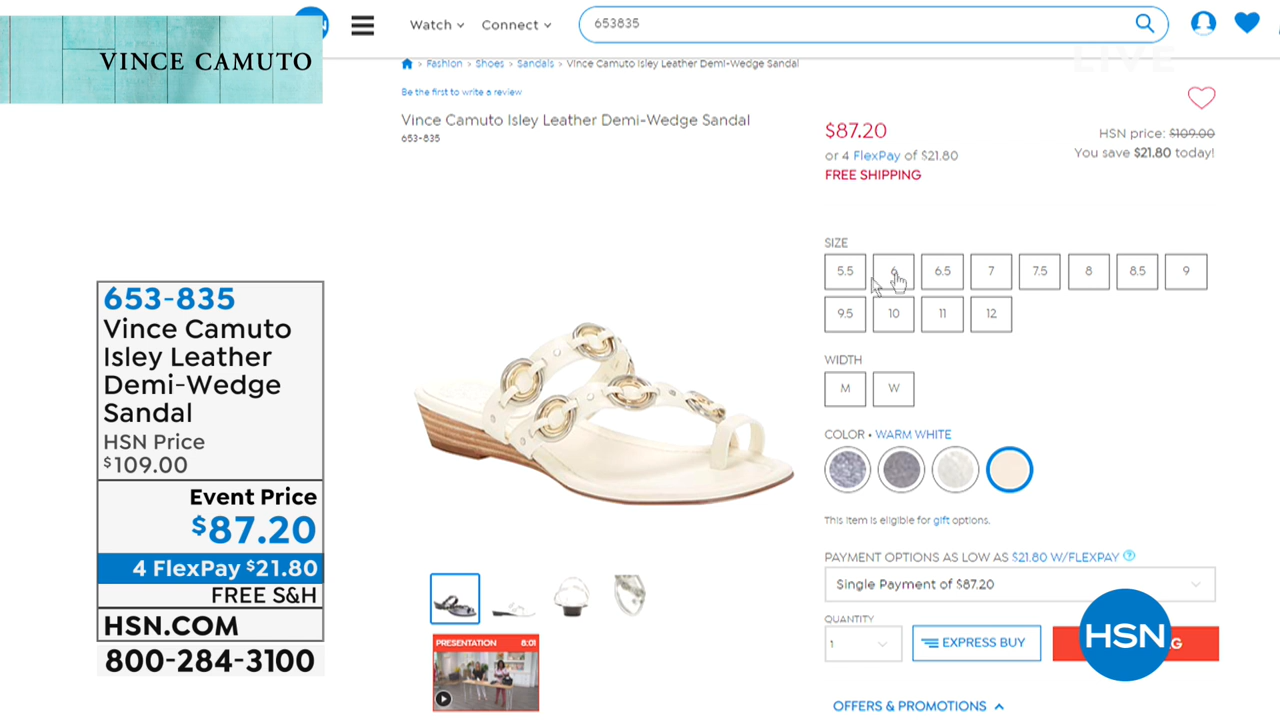 VINCE CAMUTO
Watch
Connect
653835
LIVE
> Fashion > Shoes > Sandals > Vince Camuto Isley Leather Demi-Wedge Sandal
Be the first to write a review
Vince Camuto Isley Leather Demi-Wedge Sandal
653-835
$87.20
HSN price: $109.00
or 4 FlexPay of $21.80
You save $21.80 today!
FREE SHIPPING
SIZE
5.5 6 6.5 7 7.5 8 8.5 9
9.5 10 11 12
WIDTH
M W
COLOR • WARM WHITE
This item is eligible for gift options.
PAYMENT OPTIONS AS LOW AS $21.80 W/FLEXPAY ?
Single Payment of $87.20
QUANTITY
1
EXPRESS BUY
G
HSN
OFFERS & PROMOTIONS
PRESENTATION 8:01
653-835
Vince Camuto
Isley Leather
Demi-Wedge
Sandal
HSN Price
$109.00
Event Price
$87.20
4 FlexPay $21.80
FREE S&H
HSN.COM
800-284-3100